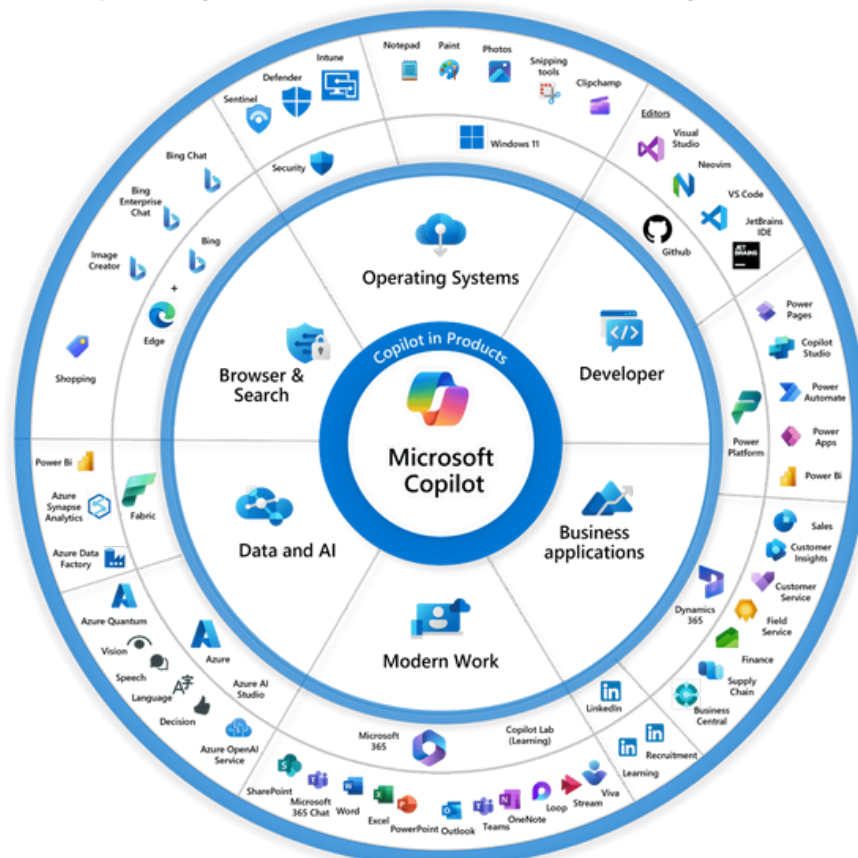 Notepad
Paint
Photos
Snipping
tools
Clipchamp
Intune
Defender
Sentinel
Security
Windows 11
Editors
Visual
Studio
Neovim
VS Code
JetBrains
IDE
JET
BRAINS
Github
Bing Chat
Bing
Enterprise
Chat
Image
Creator
Bing
+
Edge
Shopping
Operating Systems
Browser &
Search
Developer
Copilot in Products
Microsoft
Copilot
Data and AI
Business
applications
Modern Work
Power
Pages
Copilot
Studio
Power
Automate
Power
Apps
Power Bi
Power
Platform
Power Bi
Azure
Synapse
Analytics
Azure Data
Factory
Fabric
Sales
Customer
Insights
Customer
Service
Field
Service
Finance
Supply
Chain
Business
Central
Dynamics
365
Azure Quantum
Vision
Speech
Language
Decision
Azure OpenAI
Service
Azure
Azure AI
Studio
Microsoft
365
Copilot Lab
(Learning)
LinkedIn
Recruitment
Learning
SharePoint
Microsoft
365 Chat
Word
Excel
PowerPoint
Outlook
Teams
OneNote
Loop
Stream
Viva